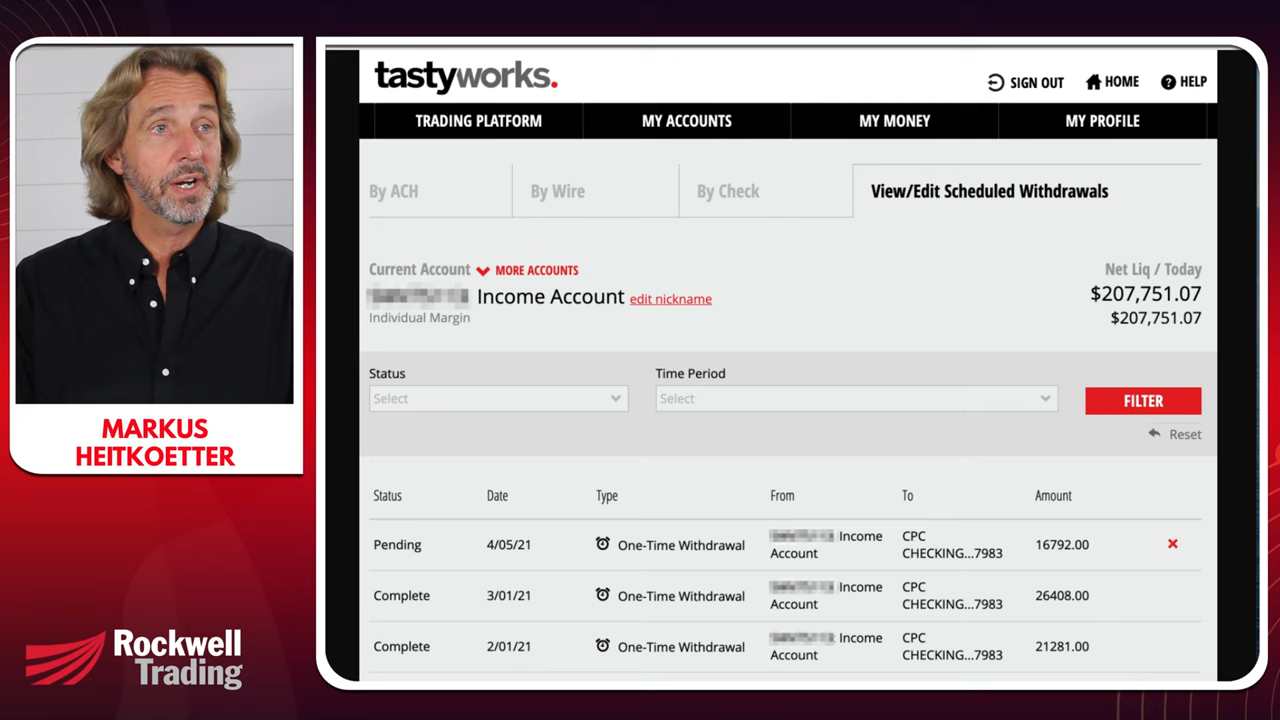 MARKUS
HEITKOETTER
Rockwell
Trading
tastyworks.
SIGN OUT HOME HELP
TRADING PLATFORM MY ACCOUNTS MY MONEY MY PROFILE
By ACH By Wire By Check View/Edit Scheduled Withdrawals
Current Account MORE ACCOUNTS Net Liq / Today
Income Account edit nickname $207,751.07
Individual Margin $207,751.07
Status Time Period
Select Select FILTER
Reset
Status Date Type From To Amount
Pending 4/05/21 One-Time Withdrawal Income Account CPC CHECKING...7983 16792.00
Complete 3/01/21 One-Time Withdrawal Income Account CPC CHECKING...7983 26408.00
Complete 2/01/21 One-Time Withdrawal Income Account CPC CHECKING...7983 21281.00